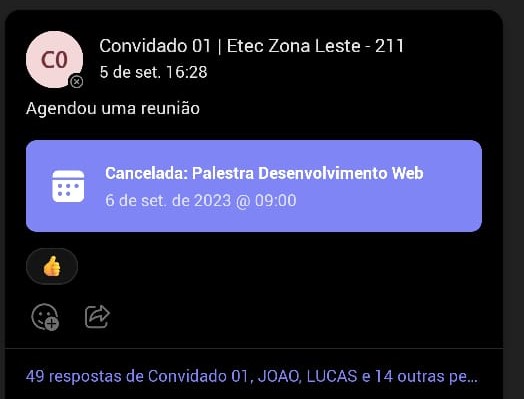 C0
Convidado 01 | Etec Zona Leste - 211
5 de set. 16:28
Agendou uma reunião
Cancelada: Palestra Desenvolvimento Web
6 de set. de 2023 @ 09:00
49 respostas de Convidado 01, JOAO, LUCAS e 14 outras pe...